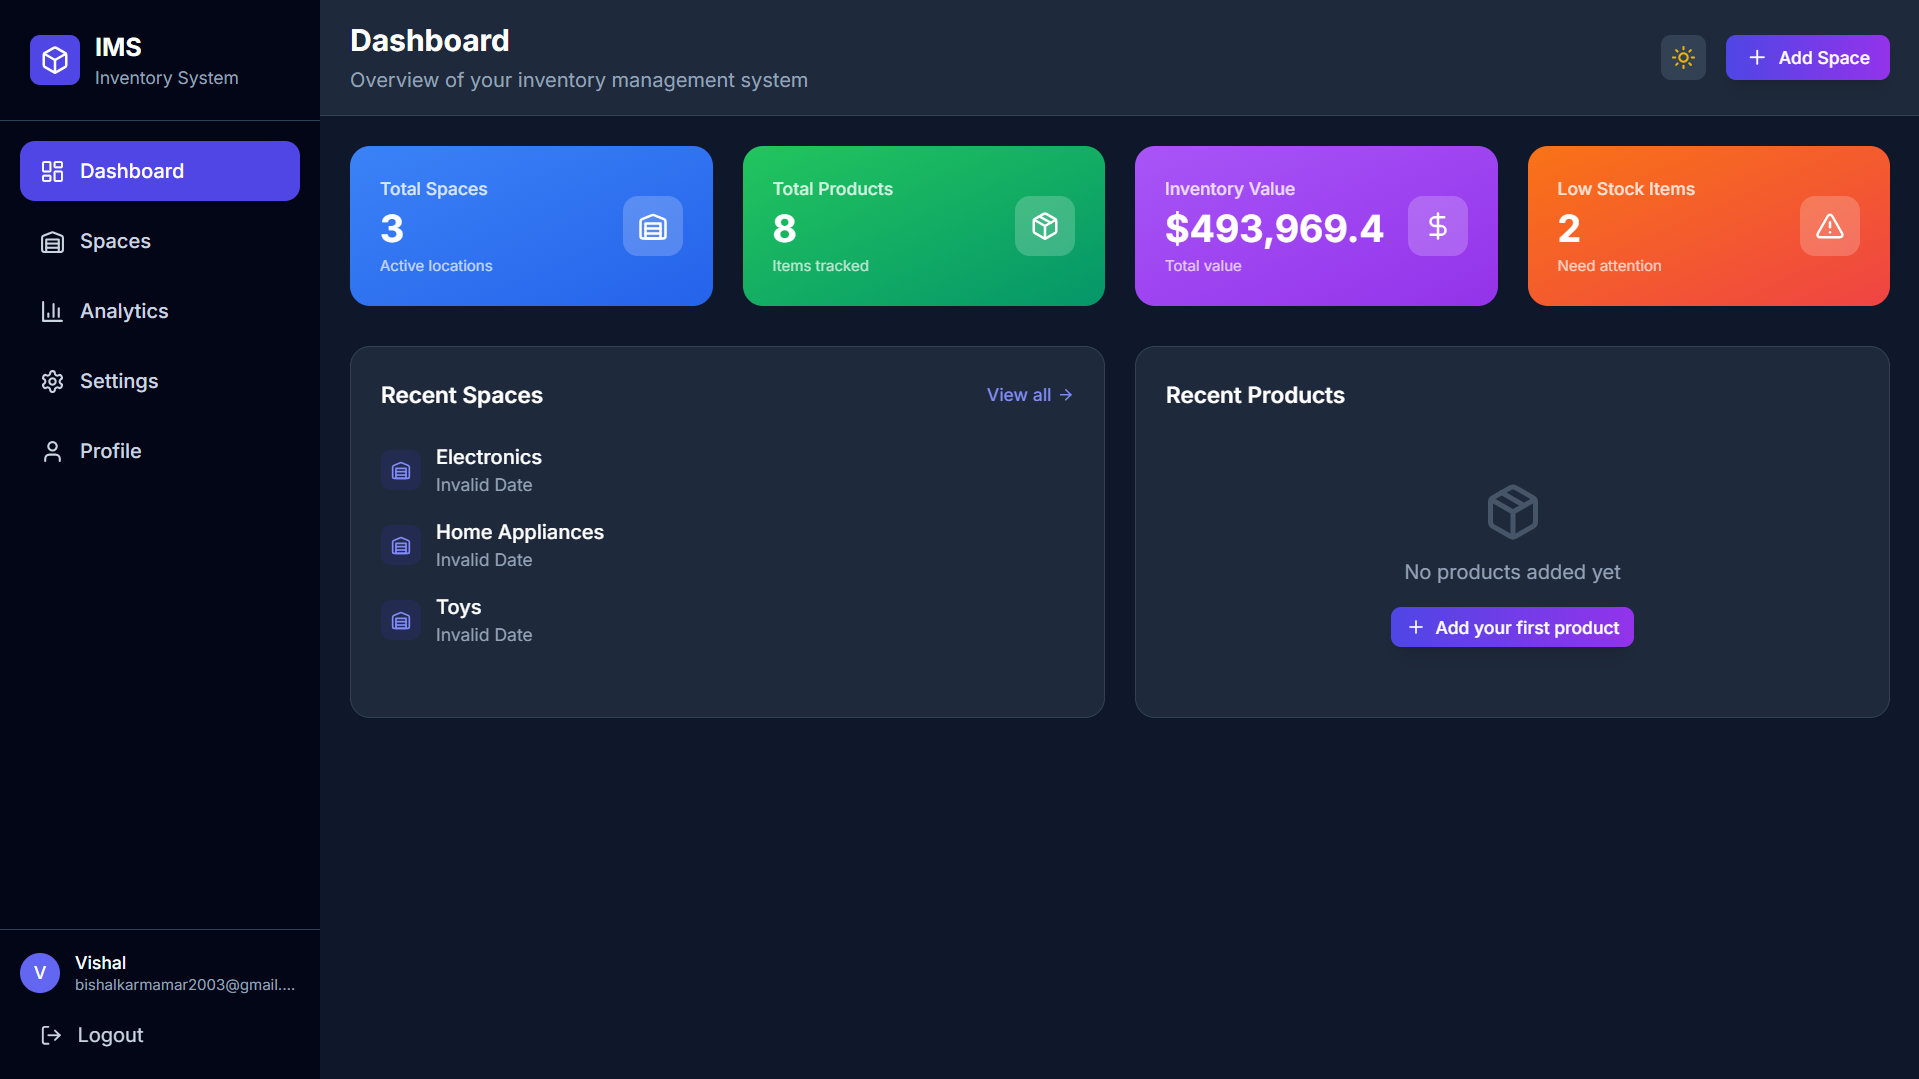 IMS
Inventory System
Dashboard
Spaces
Analytics
Settings
Profile
V
Vishal
bishalkarmamar2003@gmail....
Logout
Dashboard
Overview of your inventory management system
Add Space
Total Spaces
3
Active locations
Total Products
8
Items tracked
Inventory Value
$493,969.4
Total value
Low Stock Items
2
Need attention
Recent Spaces
View all →
Electronics
Invalid Date
Home Appliances
Invalid Date
Toys
Invalid Date
Recent Products
No products added yet
Add your first product